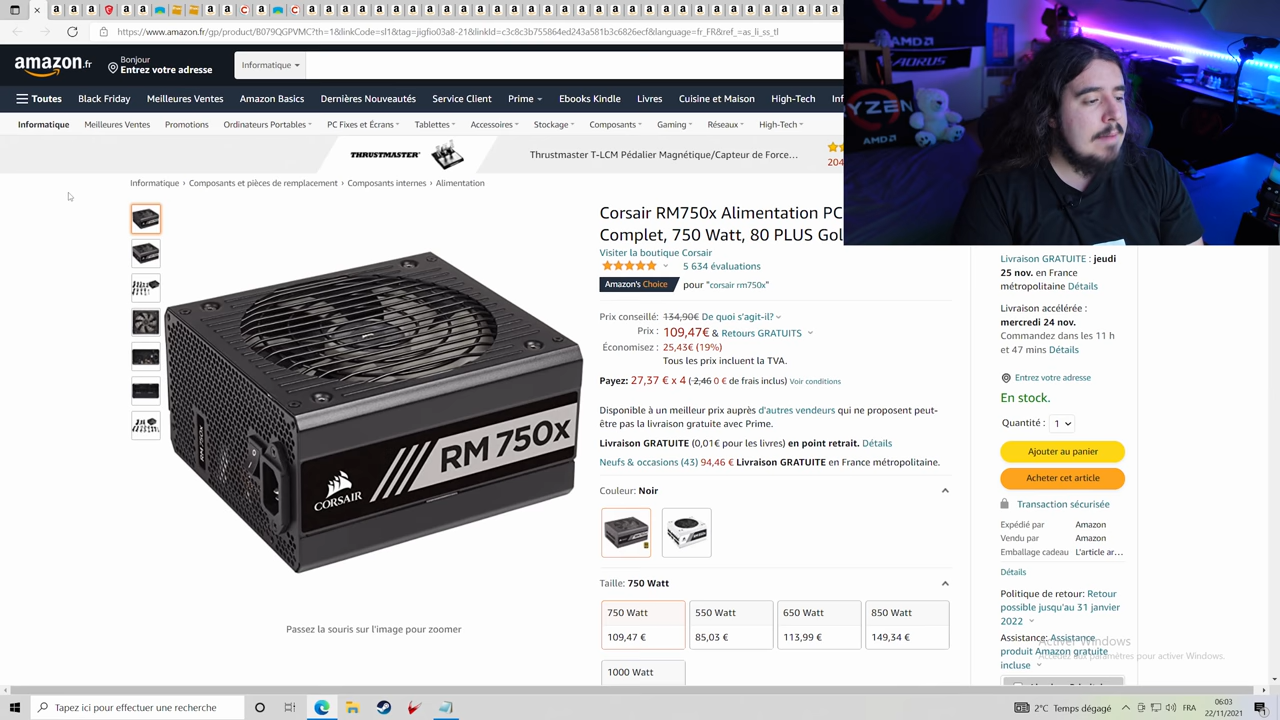 https://www.amazon.fr/gp/product/B079QGPVMC?th=1&linkCode=sl1&tag=jigfio03a8-21&linkId=c3c8c3b755864ed243a581b3c6826ecf&language=fr_FR&ref_=as_li_ss_tl
amazon.fr
Bonjour
Entrez votre adresse
Informatique
Toutes Black Friday Meilleures Ventes Amazon Basics Dernières Nouveautés Service Client Prime Ebooks Kindle Livres Cuisine et Maison High-Tech
Informatique Meilleures Ventes Promotions Ordinateurs Portables PC Fixes et Écrans Tablettes Accessoires Stockage Composants Gaming Réseaux High-Tech
THRUSTMASTER Thrustmaster T-LCM Pédalier Magnétique/Capteur de Force...
204
Informatique › Composants et pièces de remplacement › Composants internes › Alimentation
Corsair RM750x Alimentation PC
Complet, 750 Watt, 80 PLUS Gol
Visiter la boutique Corsair
5 634 évaluations
Amazon's Choice pour "corsair rm750x"
Prix conseillé: 134,90€ De quoi s'agit-il?
Prix : 109,47€ & Retours GRATUITS
Économisez : 25,43€ (19%)
Tous les prix incluent la TVA.
Payez: 27,37 € x 4 (2,46 0 € de frais inclus) Voir conditions
Disponible à un meilleur prix auprès d'autres vendeurs qui ne proposent peut-
être pas la livraison gratuite avec Prime.
Livraison GRATUITE (0,01€ pour les livres) en point retrait. Détails
Neufs & occasions (43) 94,46 € Livraison GRATUITE en France métropolitaine.
Couleur: Noir
Taille: 750 Watt
750 Watt 550 Watt 650 Watt 850 Watt
109,47 € 85,03 € 113,99 € 149,34 €
1000 Watt
CORSAIR
RM 750x
Passez la souris sur l'image pour zoomer
Livraison GRATUITE : jeudi
25 nov. en France
métropolitaine Détails
Livraison accélérée :
mercredi 24 nov.
Commandez dans les 11 h
et 47 mins Détails
Entrez votre adresse
En stock.
Quantité : 1
Ajouter au panier
Acheter cet article
Transaction sécurisée
Expédié par Amazon
Vendu par Amazon
Emballage cadeau L'article ar...
Détails
Politique de retour: Retour
possible jusqu'au 31 janvier
2022
Assistance: Assistance
produit Amazon gratuite
incluse
Activer Windows
Accédez aux paramètres pour activer Windows.
RYZEN
AMD
AORUS
RYZEN
AMD
Tapez ici pour effectuer une recherche
2°C Temps dégagé
FRA
06:03
22/11/2021